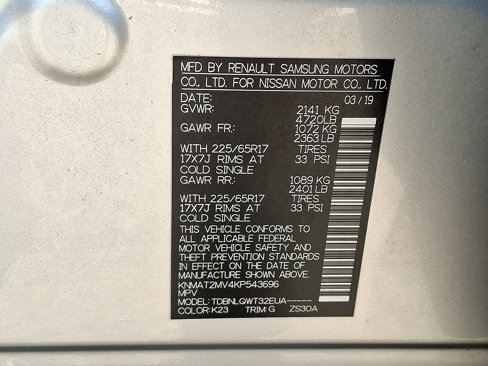 MFD BY RENAULT SAMSUNG MOTORS
CO., LTD. FOR NISSAN MOTOR CO., LTD.
DATE: 03 / 19
GVWR: 2141 KG
4720LB
GAWR FR.: 1072 KG
2363 LB
WITH 225/65R17 TIRES
17X7J RIMS AT 33 PSI
COLD SINGLE
GAWR RR.: 1089 KG
2401 LB
WITH 225/65R17 TIRES
17X7J RIMS AT 33 PSI
COLD SINGLE
THIS VEHICLE CONFORMS TO
ALL APPLICABLE FEDERAL
MOTOR VEHICLE SAFETY AND
THEFT PREVENTION STANDARDS
IN EFFECT ON THE DATE OF
MANUFACTURE SHOWN ABOVE.
KNMAT2MV4KP543696
MPV
MODEL: TDBNLQWT32EUA-----
COLOR: K23 TRIM: G ZS30A